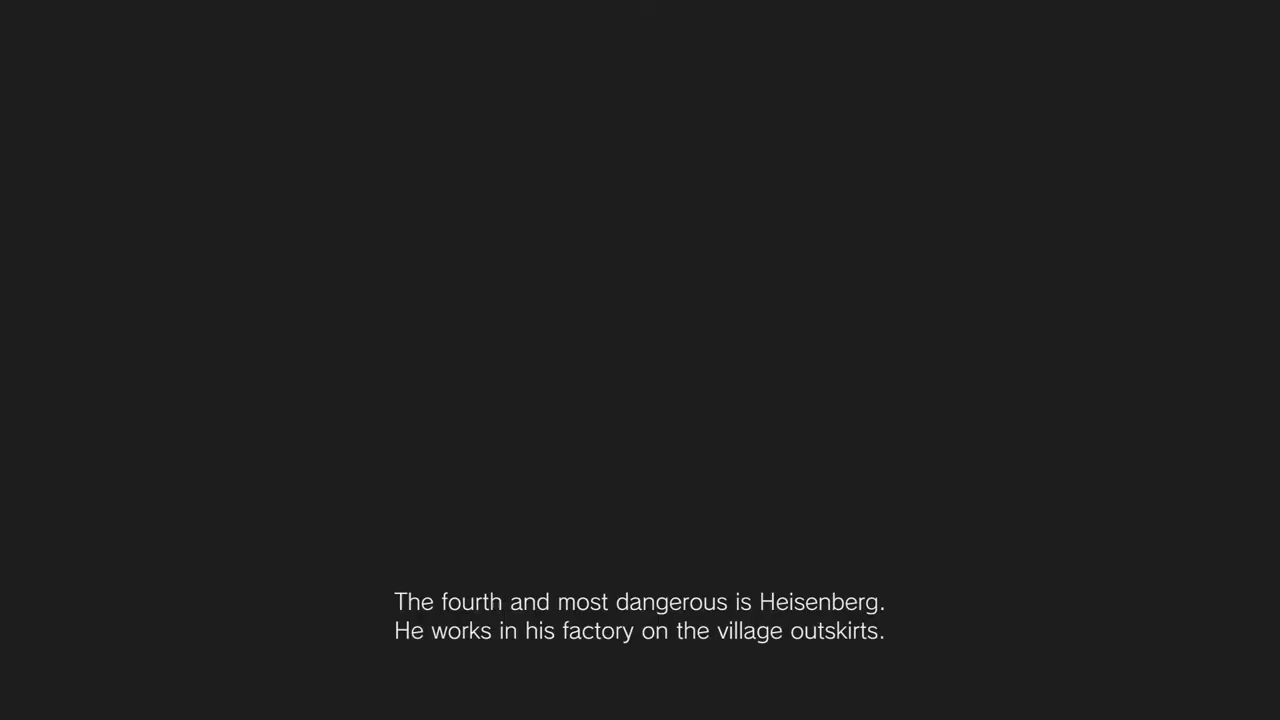 The fourth and most dangerous is Heisenberg.
He works in his factory on the village outskirts.